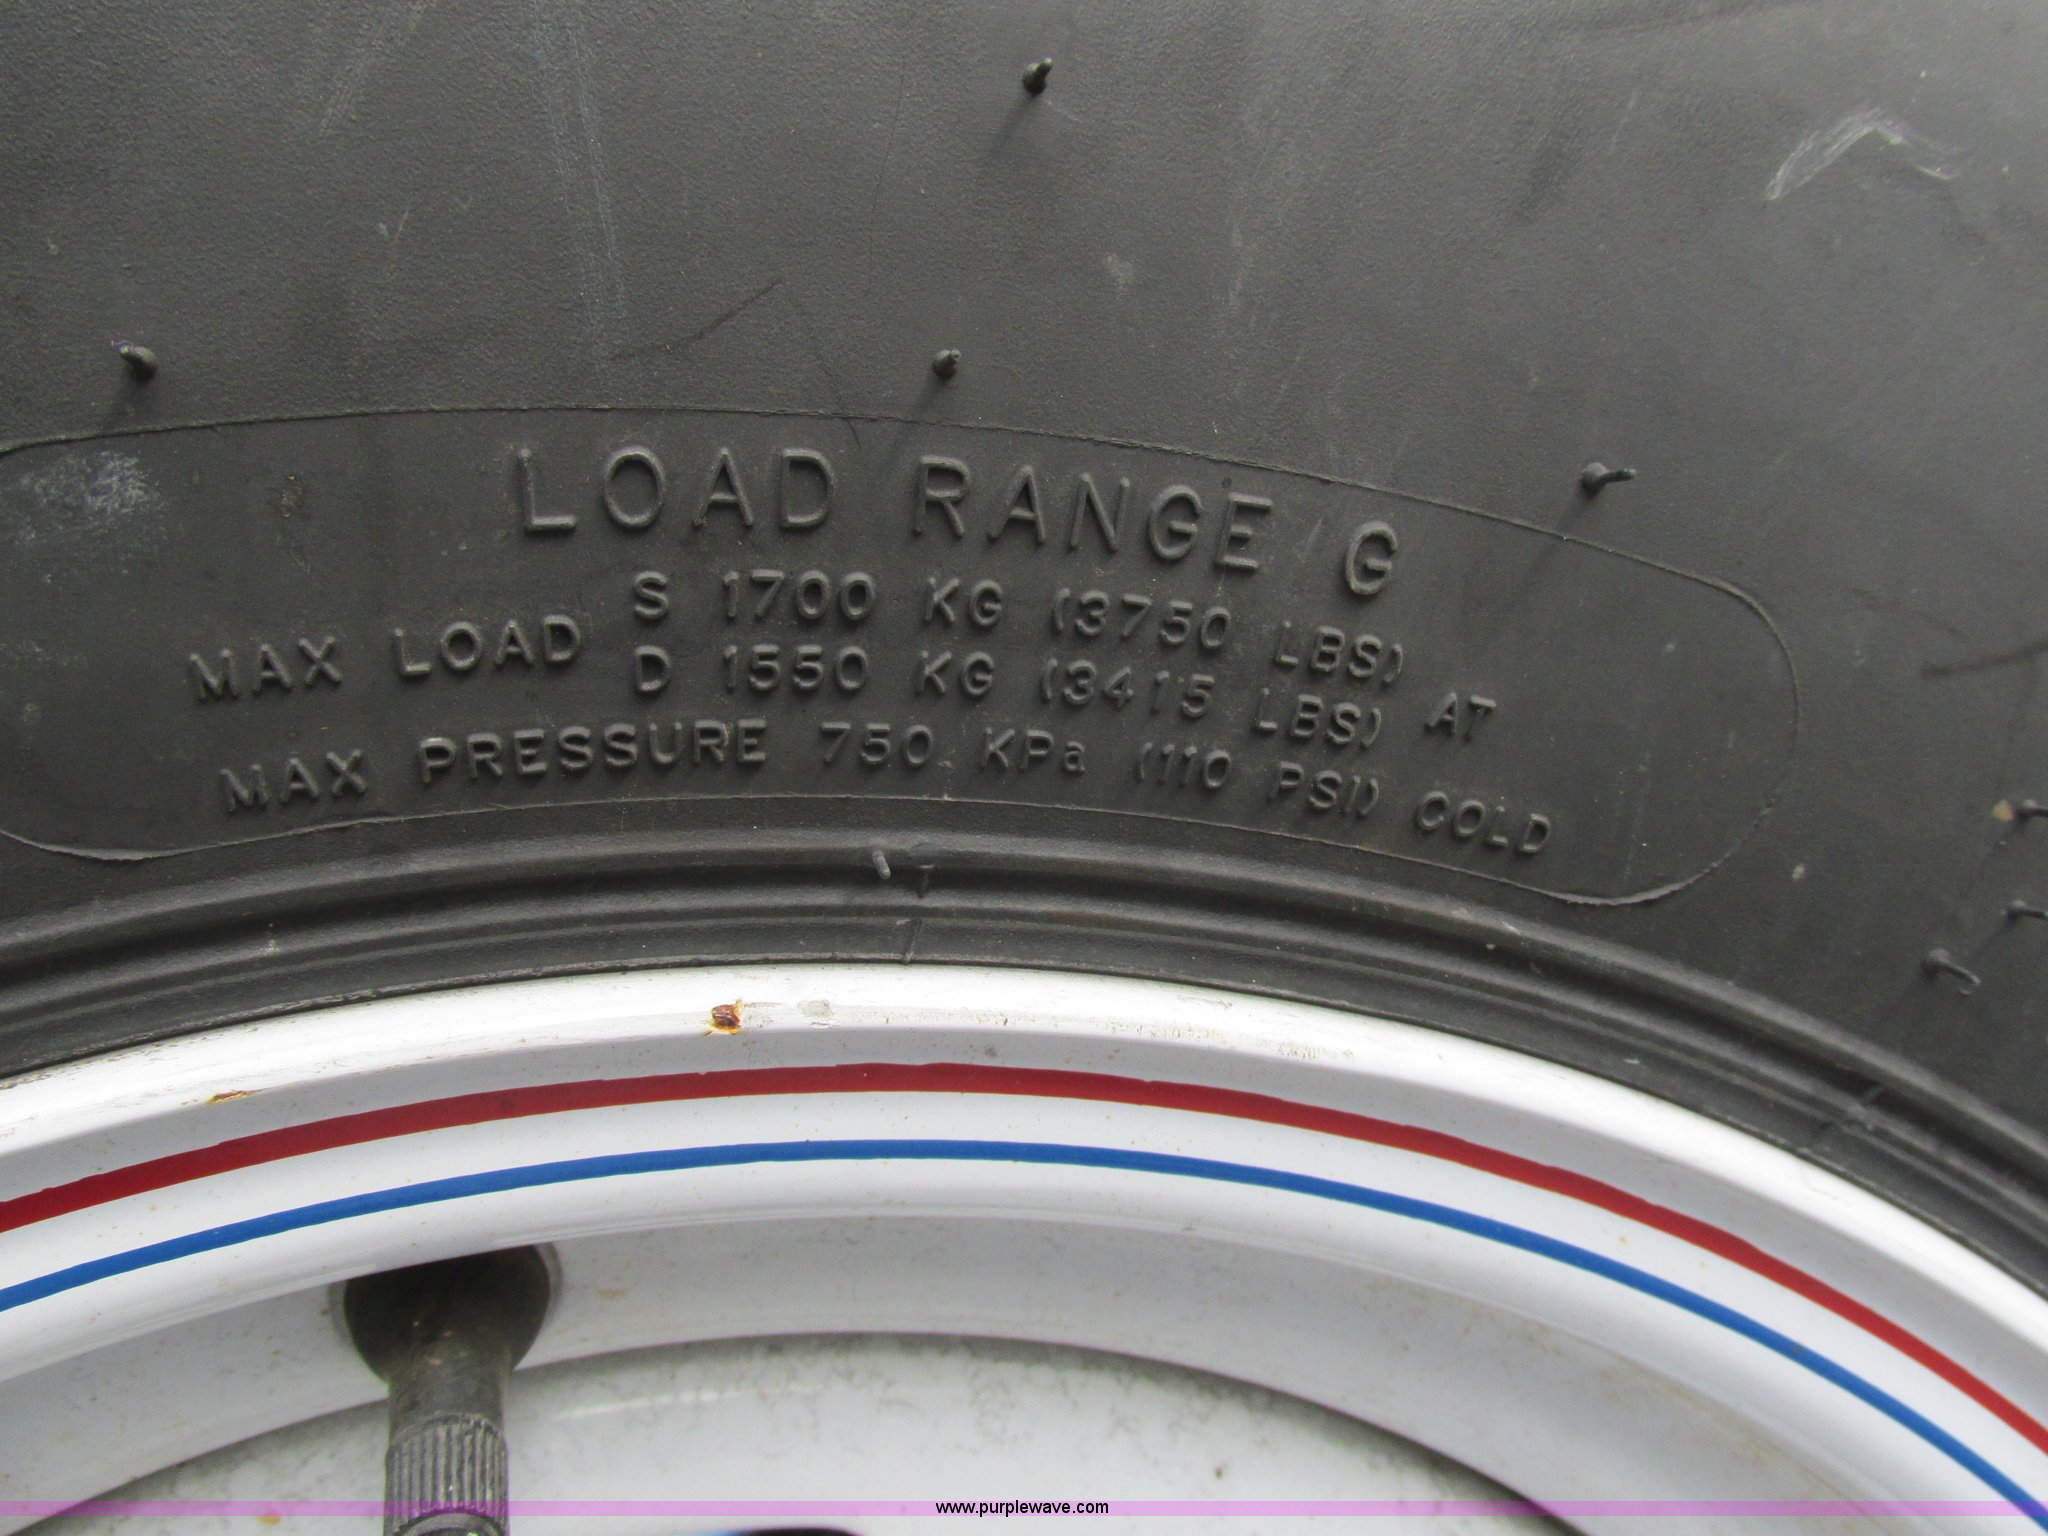 LOAD RANGE G
MAX LOAD S 1700 KG (3750 LBS)
D 1550 KG (3415 LBS) AT
MAX PRESSURE 750 KPa (110 PSI) COLD
www.purplewave.com